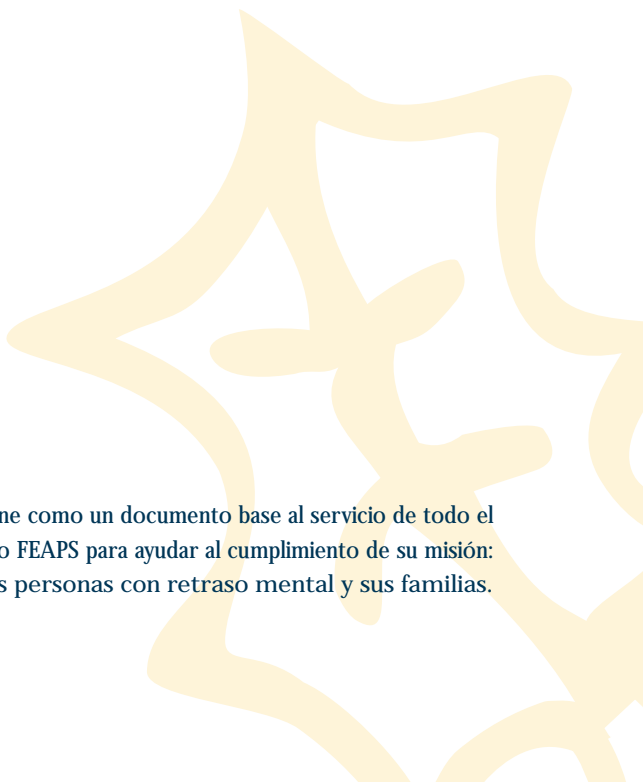 ne como un documento base al servicio de todo el
o FEAPS para ayudar al cumplimiento de su misión:
s personas con retraso mental y sus familias.